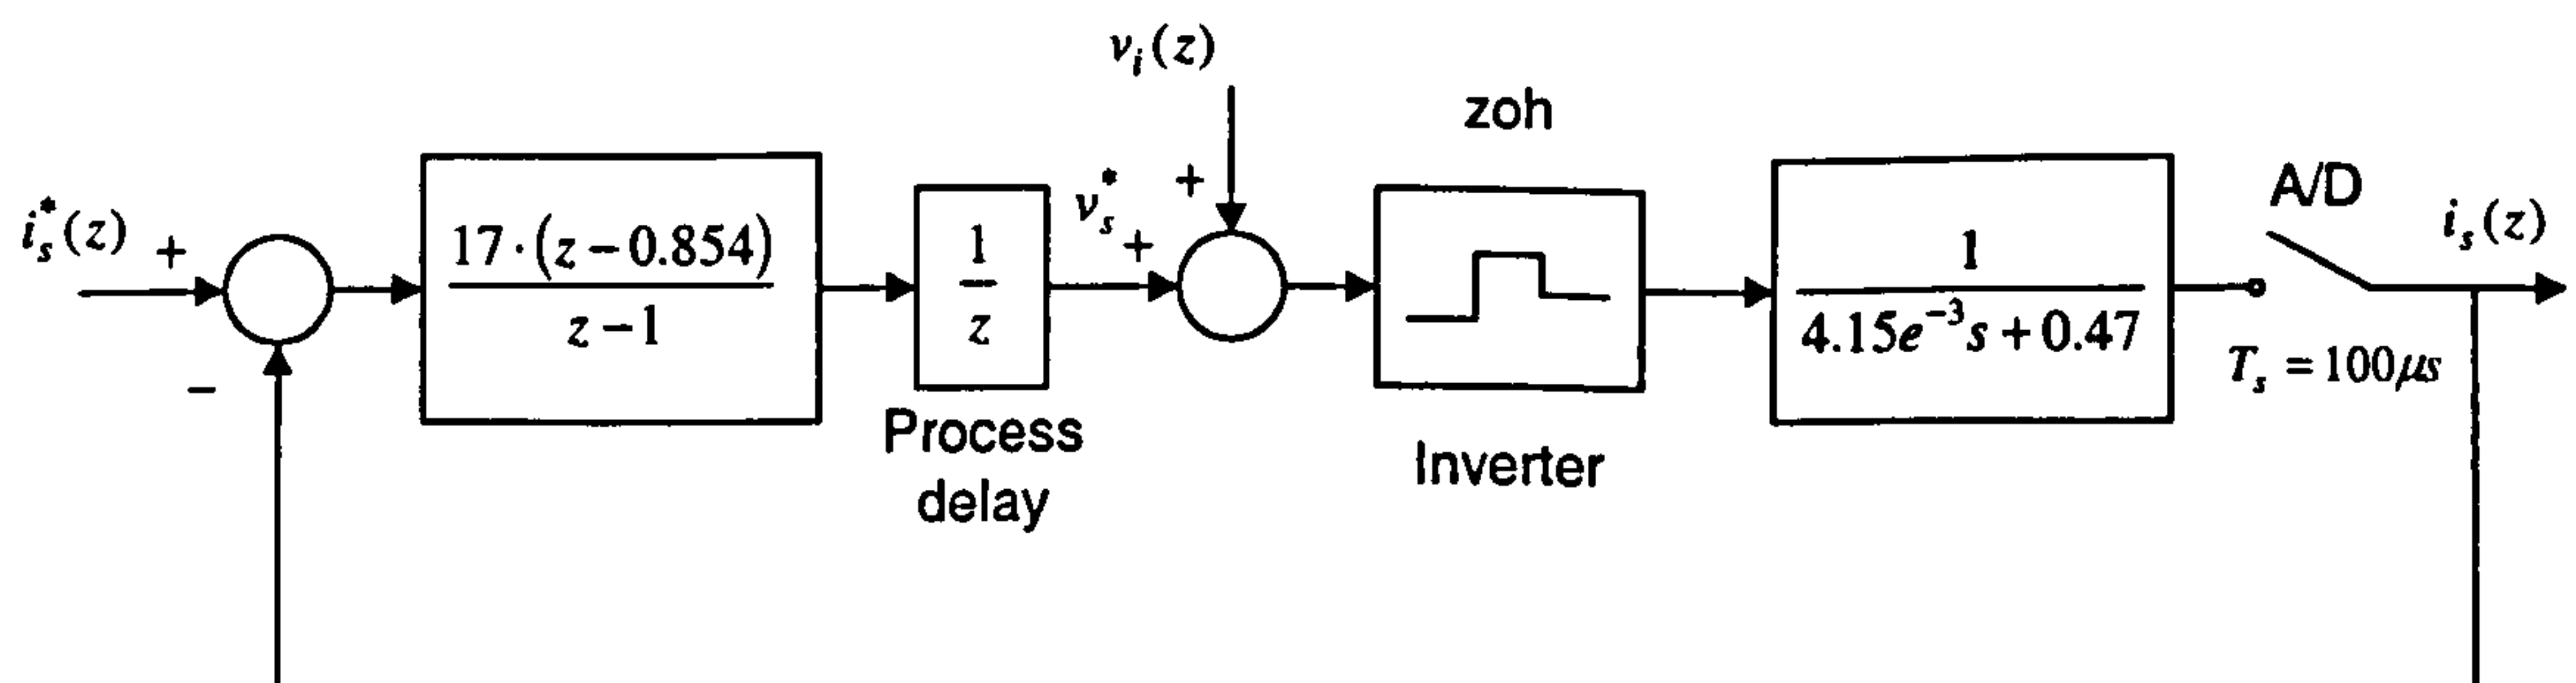 v_i(z)
zoh
i_s^*(z) +
-
17·(z-0.854)
z-1
1
z
Process
delay
v_s^* +
+
Inverter
1
4.15e^{-3}s+0.47
A/D
T_s = 100μs
i_s(z)